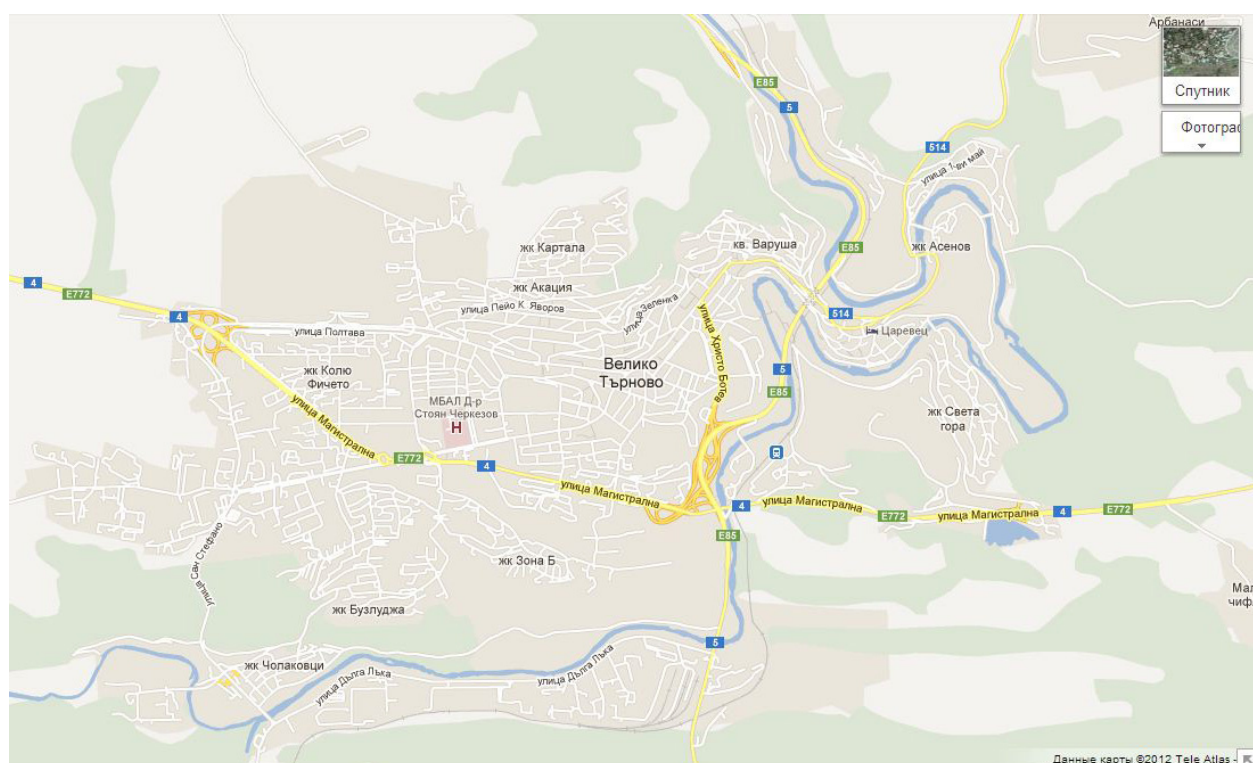 Арбанаси
Спутник
E85
5
Фотограс
514
улица 1-ви май
кв. Варуша
жк Асенов
E85
жк Картала
4
E772
жк Акация
улица Пейо К. Яворов
улица Зеленка
4
улица Полтава
514
Царевец
улица Христо Ботев
Велико
Търново
5
E85
жк Колю
Фичето
МБАЛ Д-р
Стоян Черкезов
H
жк Света
гора
улица Магистрална
E772
4
улица Магистрална
4
улица Магистрална
E772
улица Магистрална
4
E772
E85
улица Сан Стефано
жк Зона Б
Мал
чиф
жк Бузлуджа
5
жк Чолаковци
улица Дълга Лъка
улица Дълга Лъка
Данные карты ©2012 Tele Atlas -